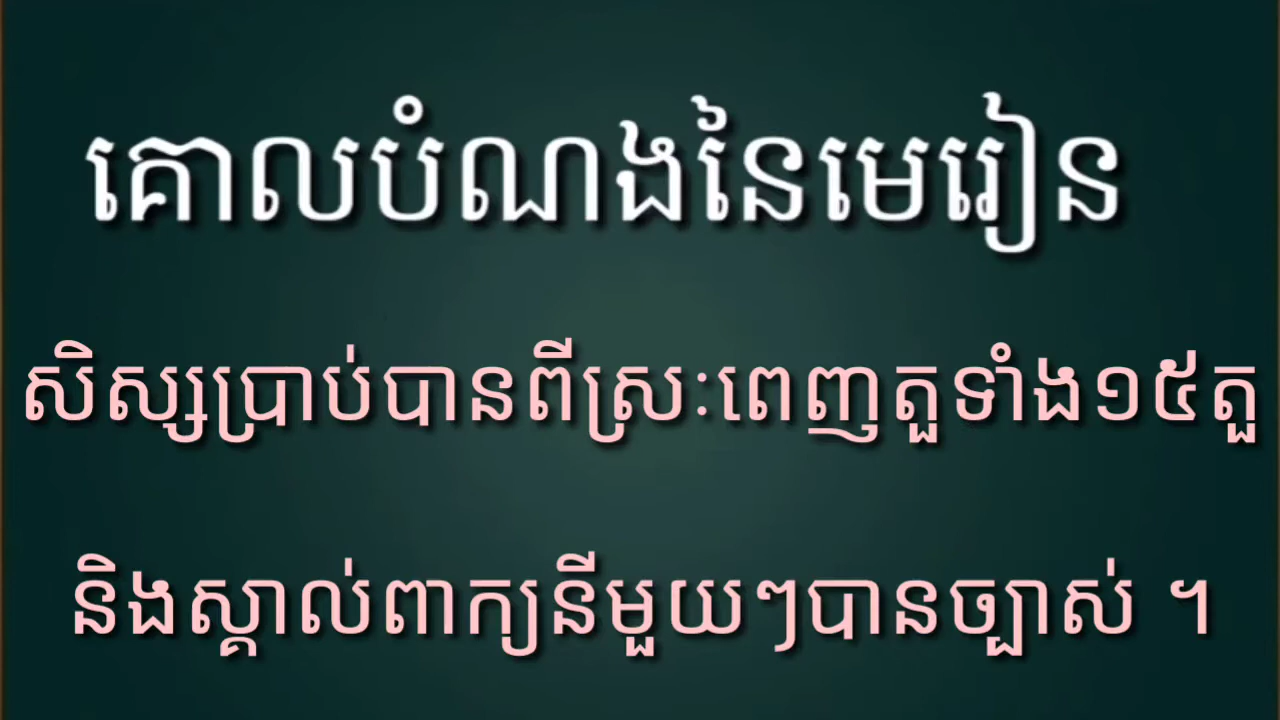 គោលបំណងនៃមេរៀន
សិស្សប្រាប់បានពីស្រៈពេញតួទាំង១៥តួ
និងស្គាល់ពាក្យនីមួយៗបានច្បាស់ ។